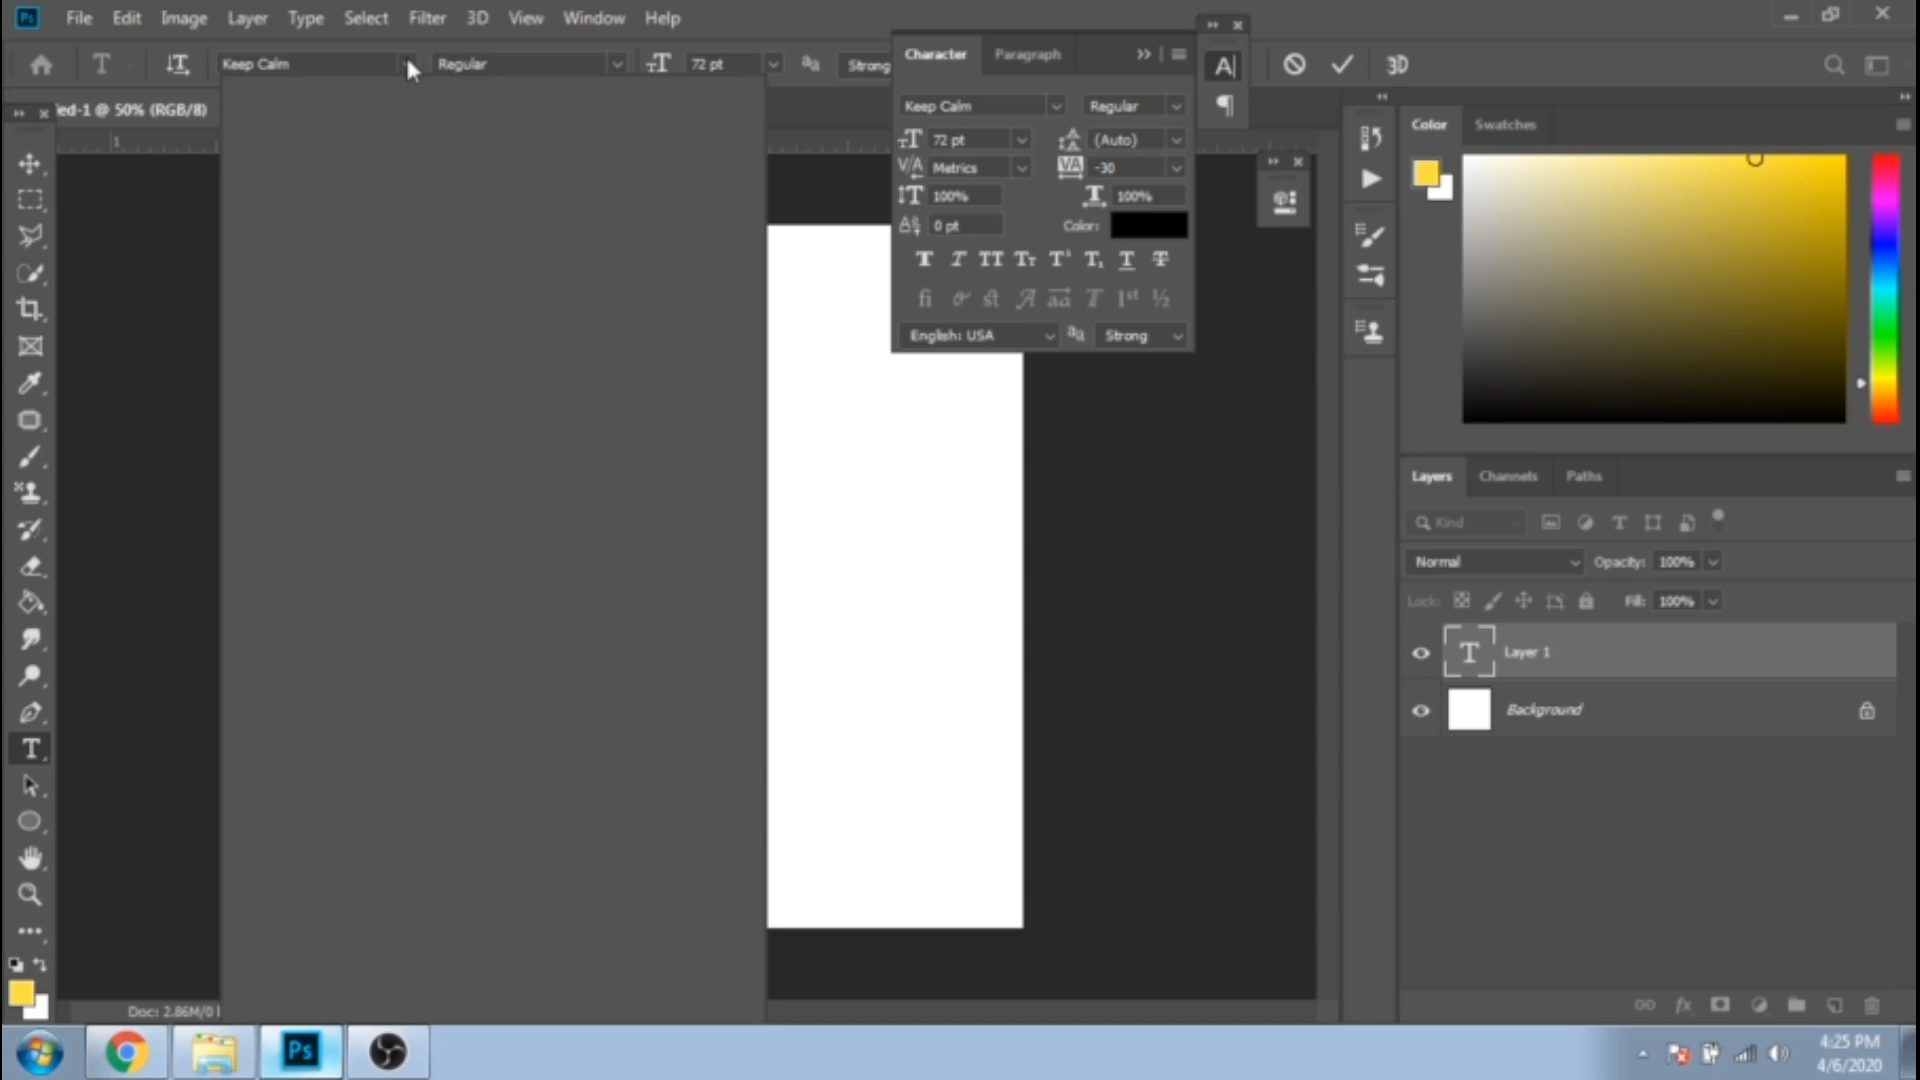 Ps File Edit Image Layer Type Select Filter 3D View Window Help
Keep Calm Regular 72 pt Strong 3D
ed-1 @ 50% (RGB/8)
1
Character Paragraph
Keep Calm Regular
72 pt (Auto)
Metrics -30
100% 100%
0 pt Color:
English: USA Strong
Color Swatches
Layers Channels Paths
Kind
Normal Opacity: 100%
Lock: Fill: 100%
Layer 1
Background
Doc: 2.86M/0
Ps
4:25 PM
4/6/2020